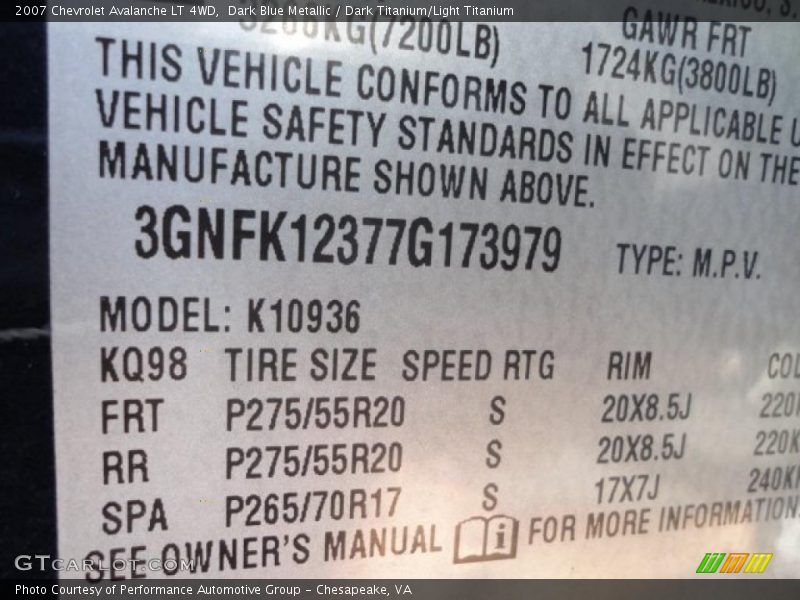 2007 Chevrolet Avalanche LT 4WD,  Dark Blue Metallic / Dark Titanium/Light Titanium
3266KG(7200LB)
GAWR FRT
1724KG(3800LB)
THIS VEHICLE CONFORMS TO ALL APPLICABLE
VEHICLE SAFETY STANDARDS IN EFFECT ON THE
MANUFACTURE SHOWN ABOVE.
3GNFK12377G173979 TYPE: M.P.V.
MODEL: K10936
KQ98 TIRE SIZE SPEED RTG RIM
FRT P275/55R20 S 20X8.5J
RR P275/55R20 S 20X8.5J
SPA P265/70R17 S 17X7J
SEE OWNER'S MANUAL i FOR MORE INFORMATION.
GTcarlot.com
Photo Courtesy of Performance Automotive Group - Chesapeake, VA